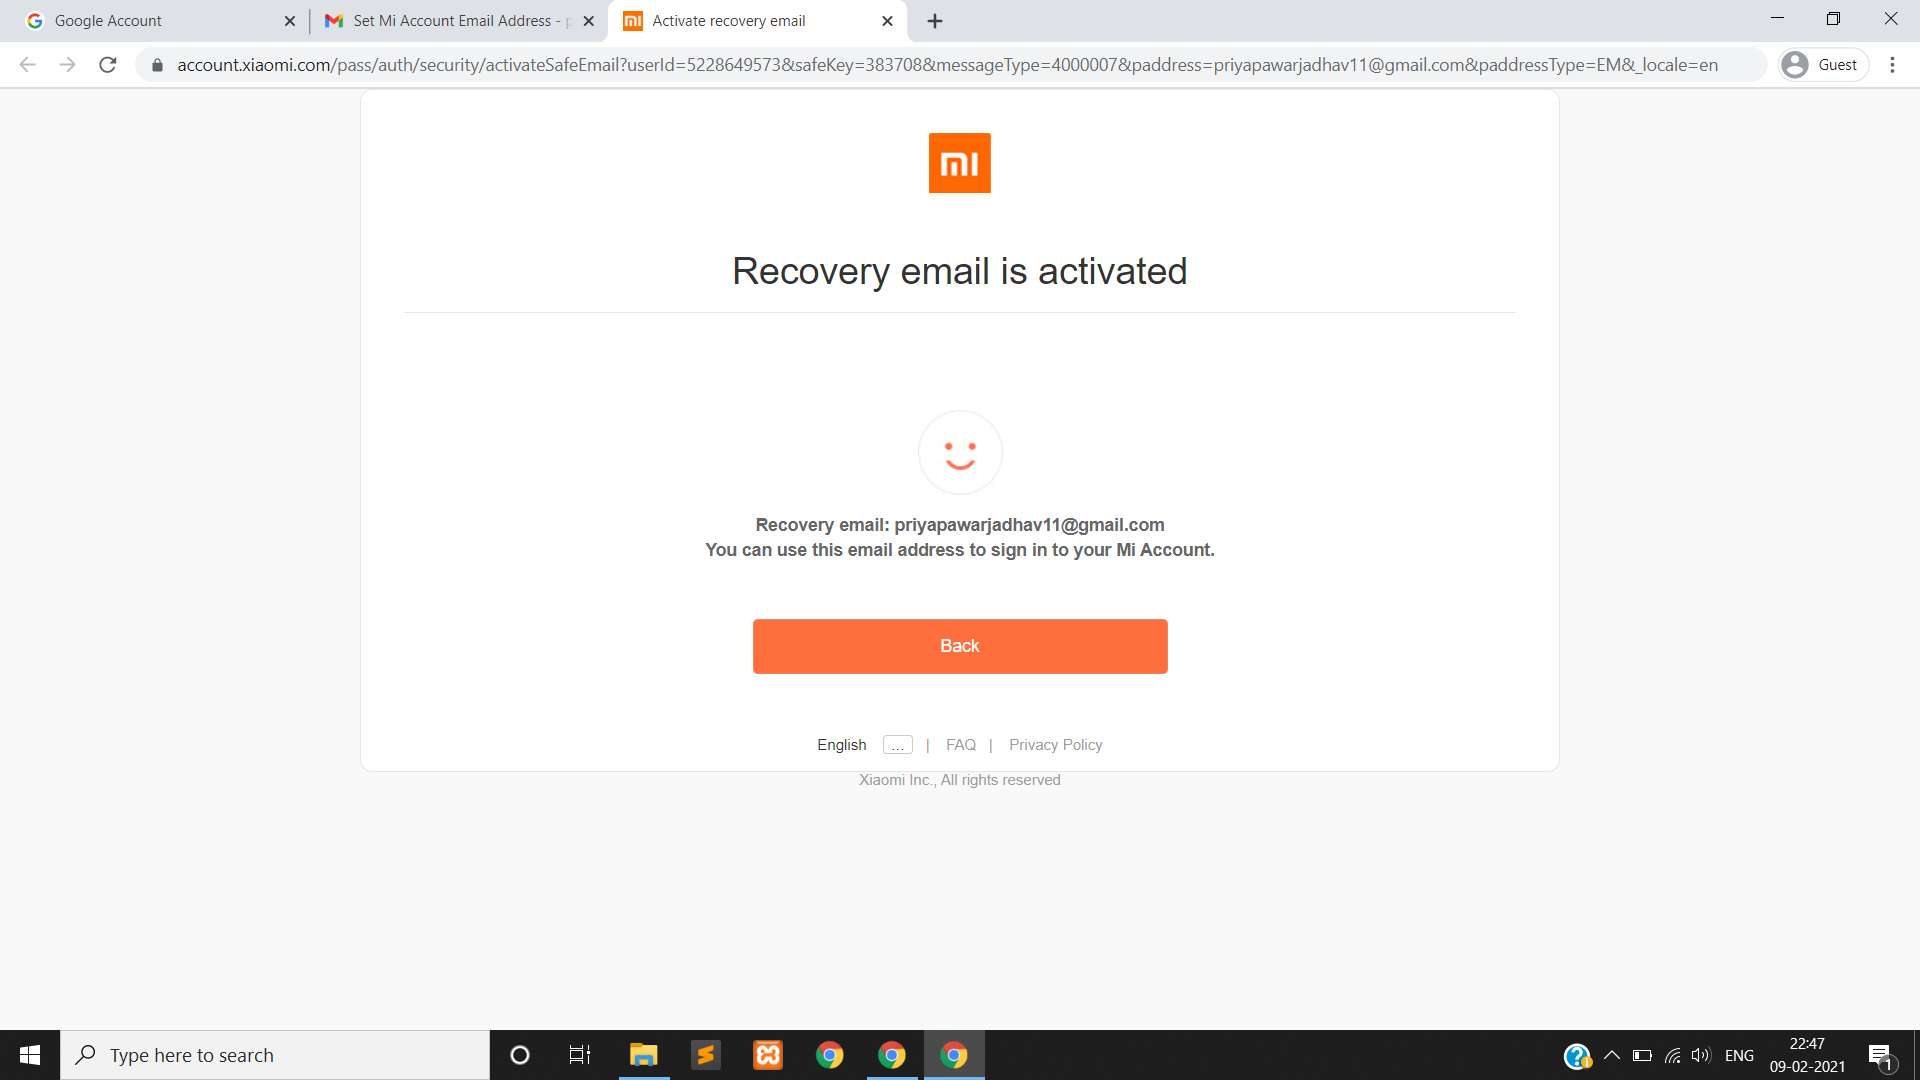 Google Account
Set Mi Account Email Address -
Activate recovery email
account.xiaomi.com/pass/auth/security/activateSafeEmail?userId=5228649573&safeKey=383708&messageType=4000007&paddress=priyapawarjadhav11@gmail.com&paddressType=EM&_locale=en
Guest
mi
Recovery email is activated
Recovery email: priyapawarjadhav11@gmail.com
You can use this email address to sign in to your Mi Account.
Back
English ... | FAQ | Privacy Policy
Xiaomi Inc., All rights reserved
Type here to search
ENG
22:47
09-02-2021
1